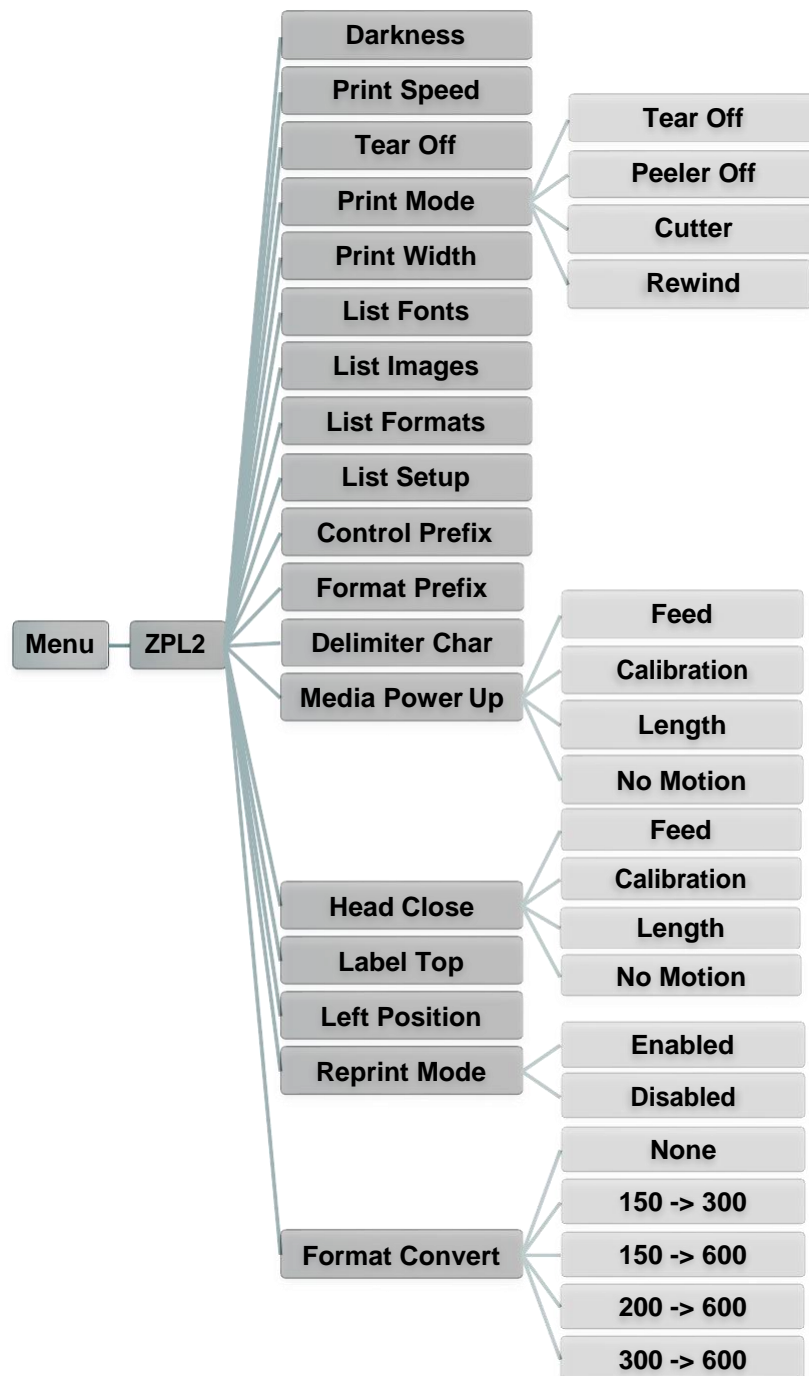 Menu
ZPL2
Darkness
Print Speed
Tear Off
Print Mode
Tear Off
Peeler Off
Cutter
Rewind
Print Width
List Fonts
List Images
List Formats
List Setup
Control Prefix
Format Prefix
Delimiter Char
Media Power Up
Feed
Calibration
Length
No Motion
Head Close
Feed
Calibration
Length
No Motion
Label Top
Left Position
Reprint Mode
Enabled
Disabled
Format Convert
None
150 -> 300
150 -> 600
200 -> 600
300 -> 600